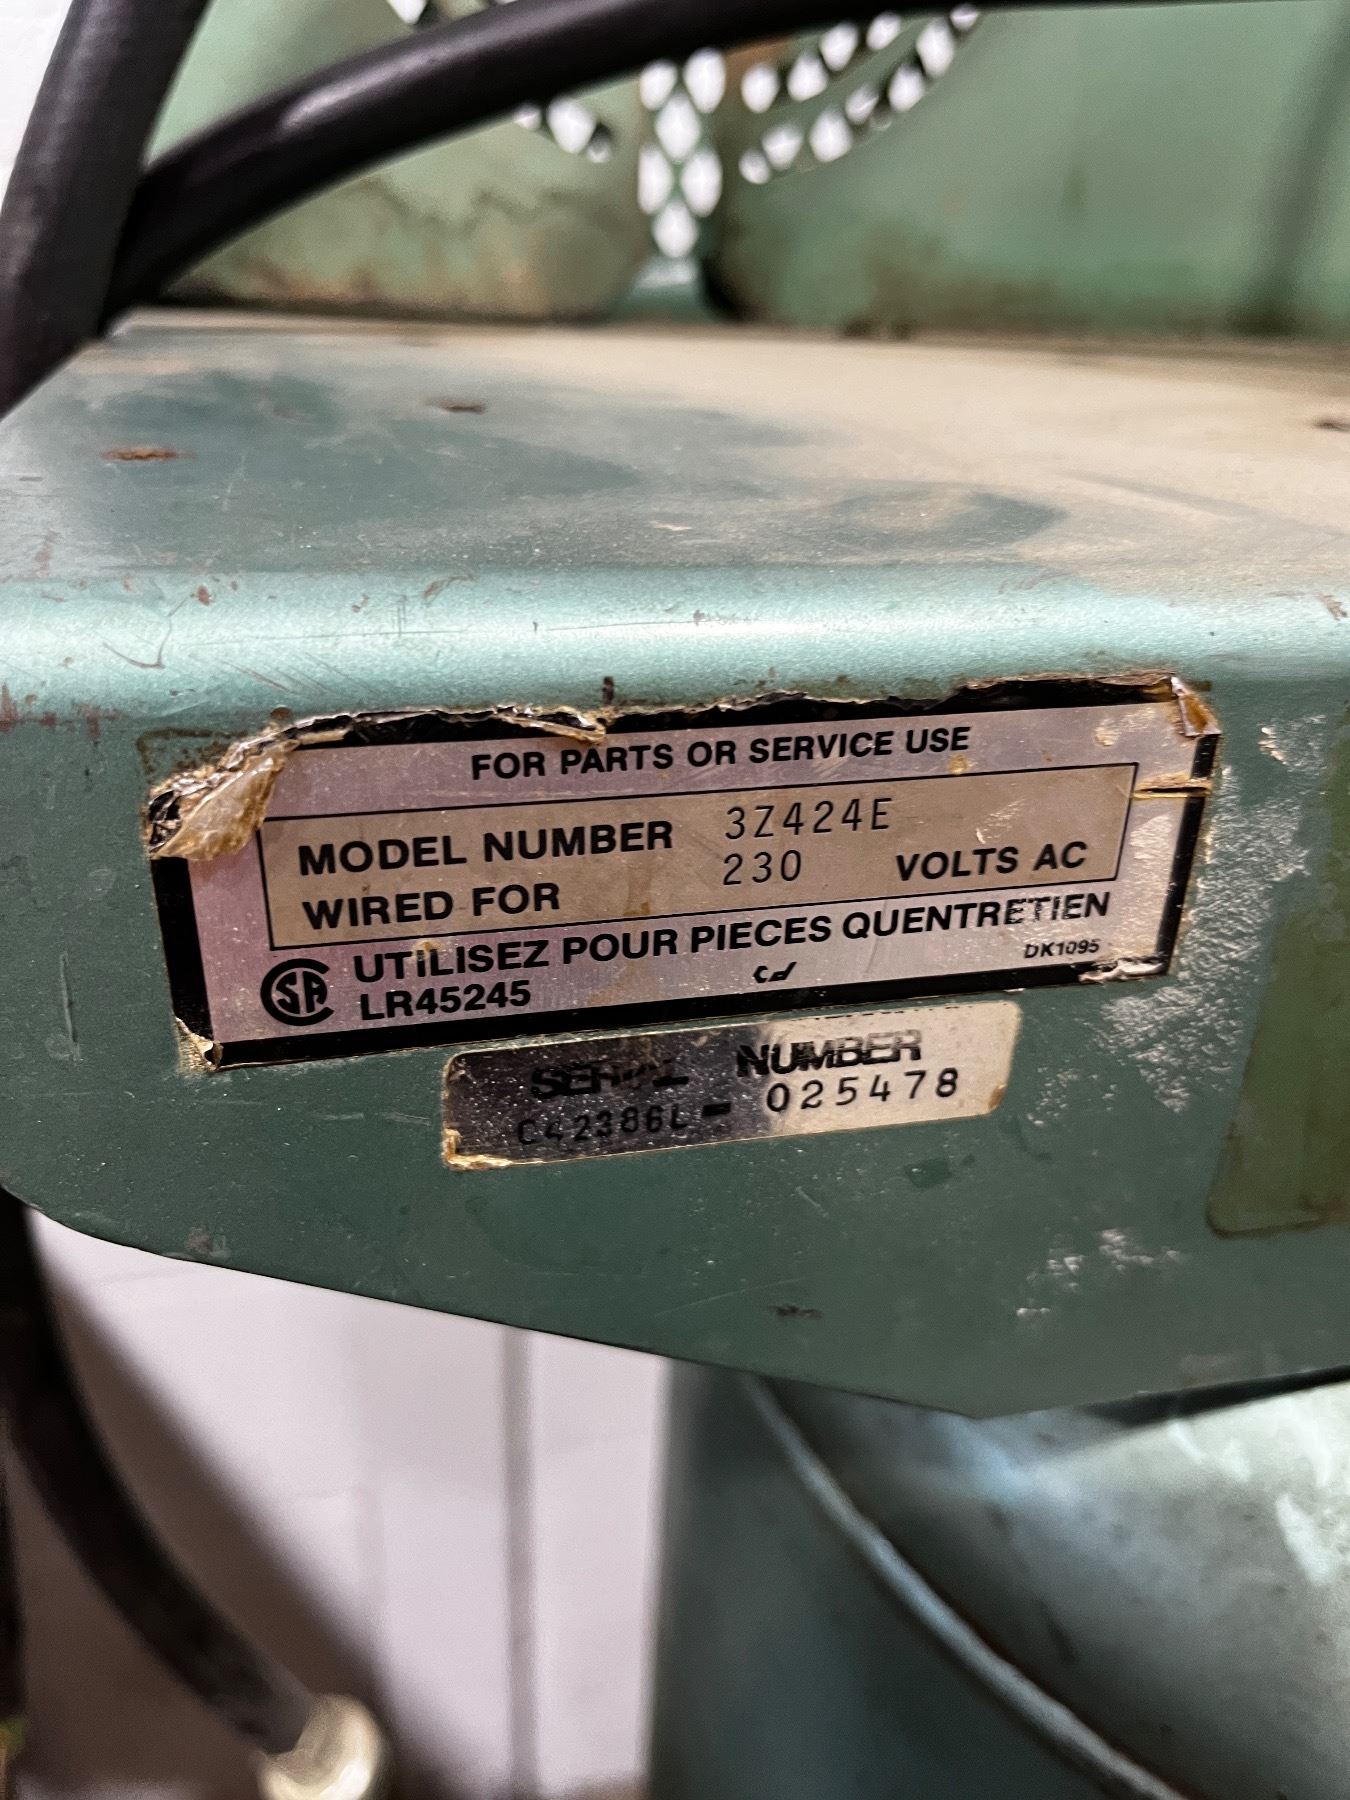 FOR PARTS OR SERVICE USE
MODEL NUMBER 3Z424E
WIRED FOR 230 VOLTS AC
UTILISEZ POUR PIECES QUENTRETIEN
LR45245
DK1095
SERIAL NUMBER
C42386L - 025478